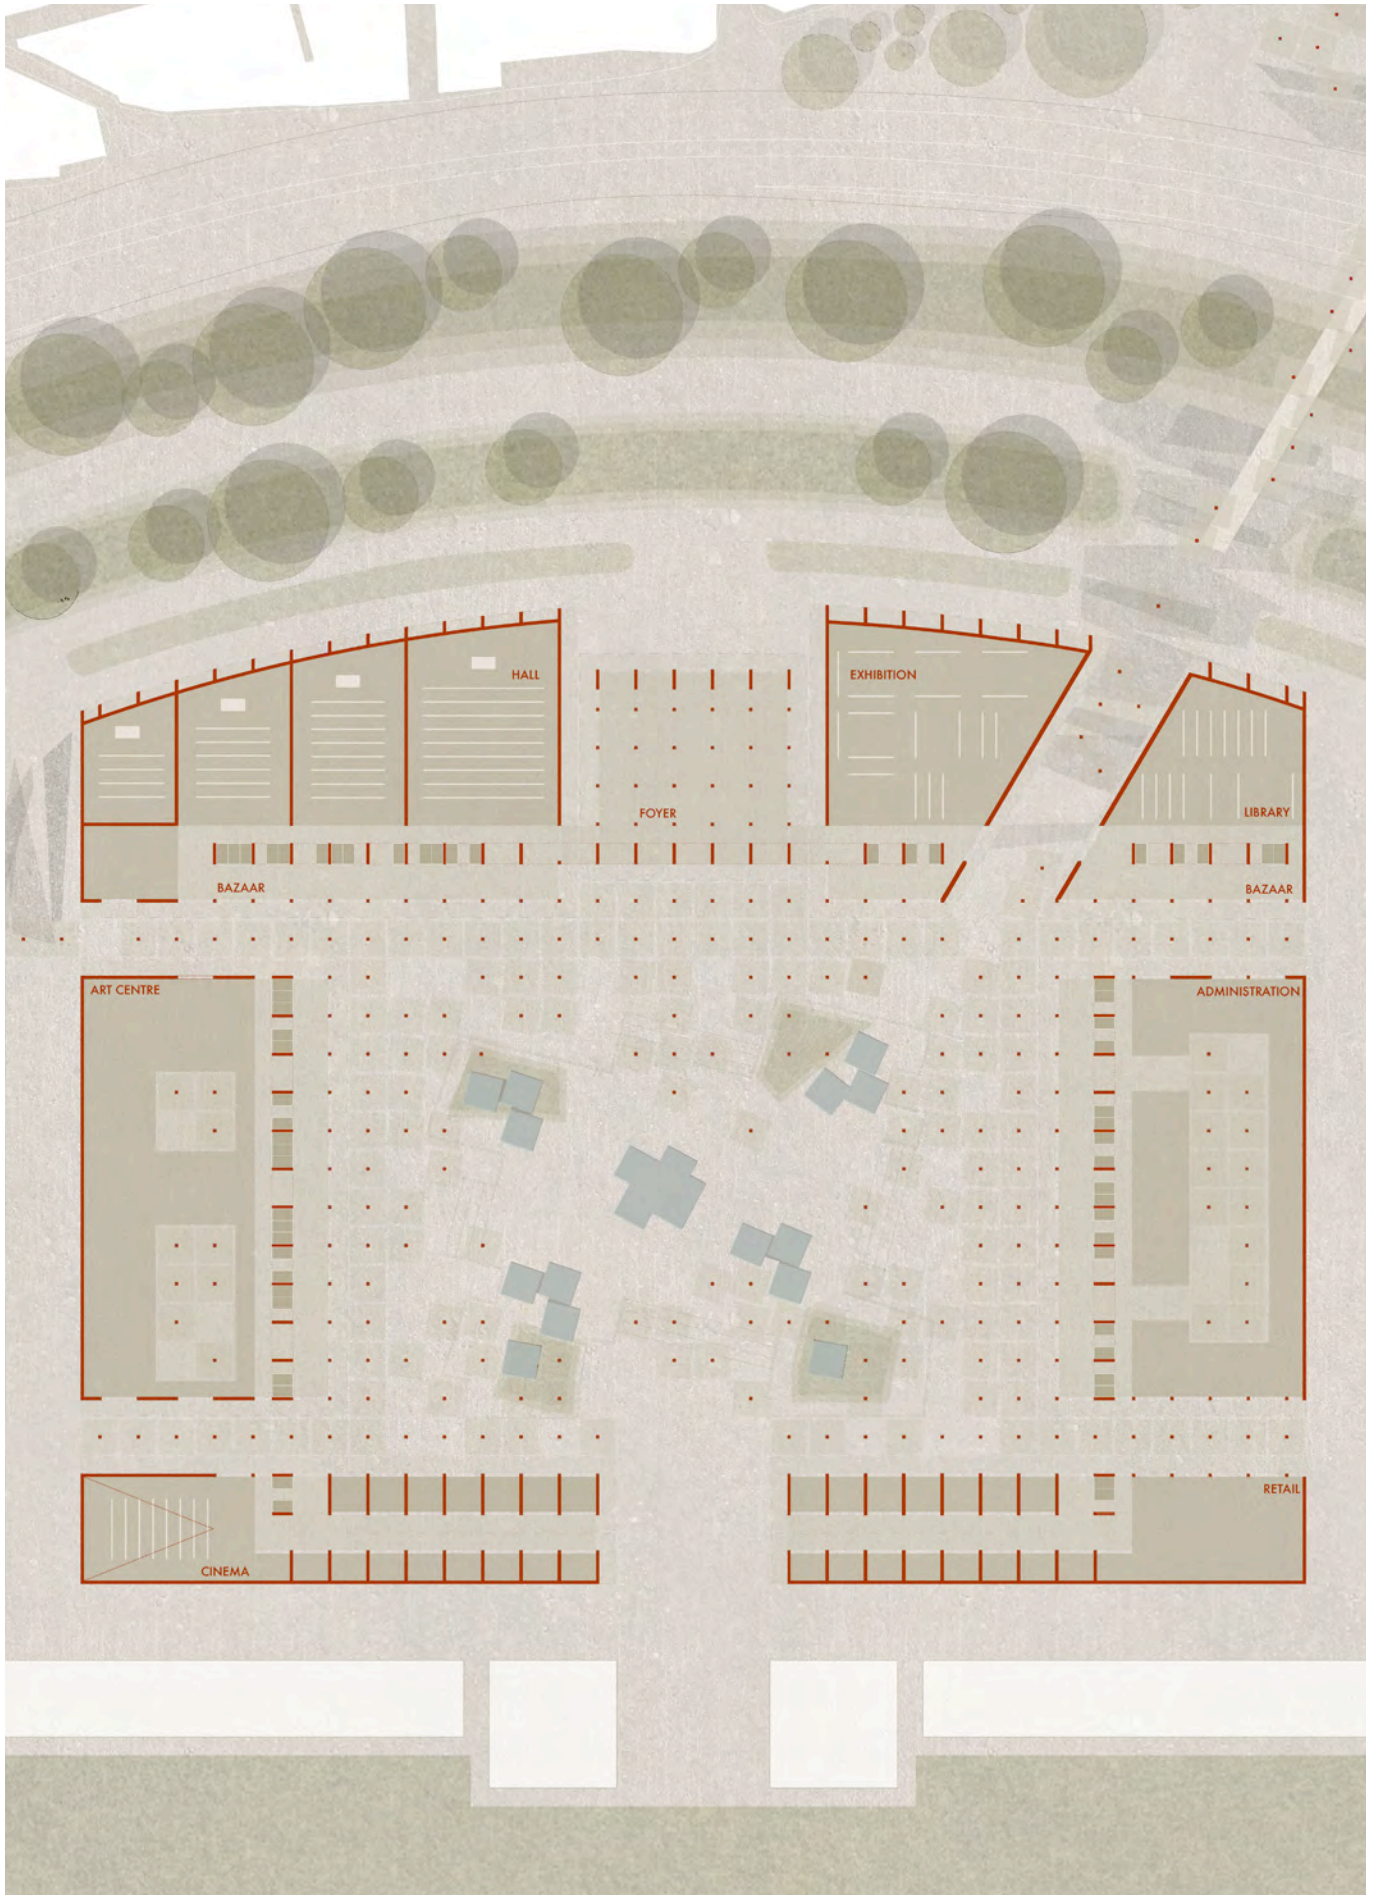 HALL
EXHIBITION
FOYER
LIBRARY
BAZAAR
BAZAAR
ART CENTRE
ADMINISTRATION
RETAIL
CINEMA